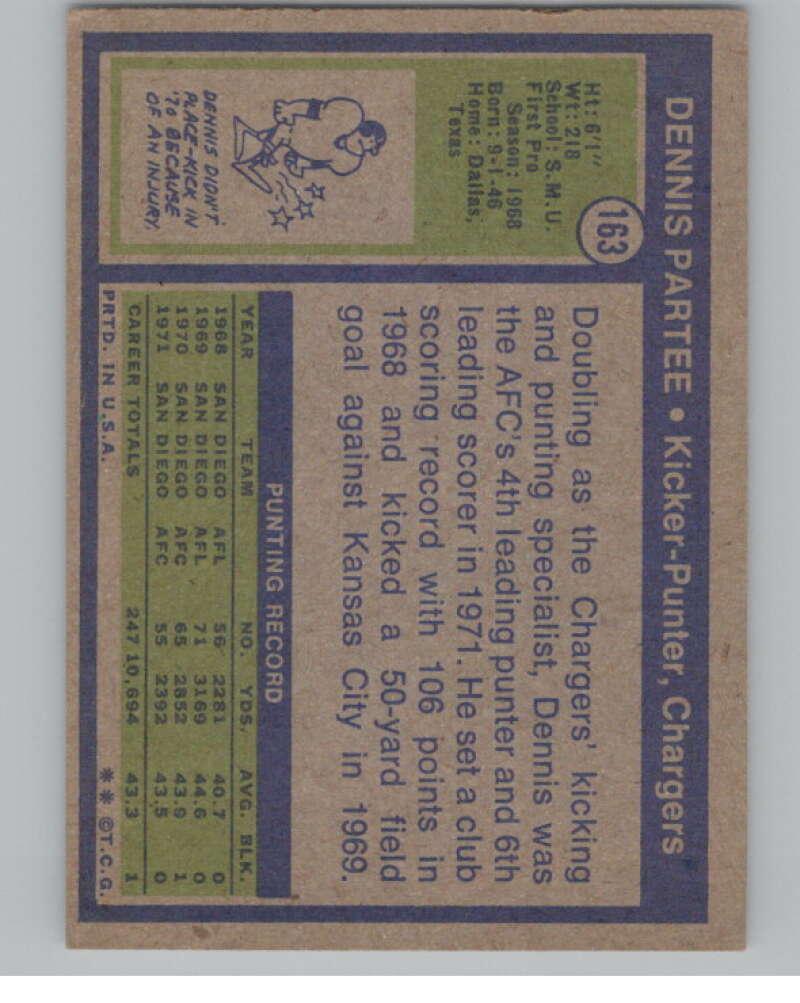 DENNIS PARTEE • Kicker-Punter, Chargers
163
Ht: 6'1"
Wt: 218
School: S.M.U.
First Pro
Season: 1968
Born: 9-1-46
Home: Dallas,
Texas
DENNIS DIDN'T
PLACE-KICK IN
'70 BECAUSE
OF AN INJURY.
Doubling as the Chargers' kicking
and punting specialist, Dennis was
the AFC's 4th leading punter and 6th
leading scorer in 1971. He set a club
scoring record with 106 points in
1968 and kicked a 50-yard field
goal against Kansas City in 1969.
PUNTING RECORD
YEAR TEAM NO. YDS. AVG. BLK.
1968 SAN DIEGO AFL 56 2281 40.7 0
1969 SAN DIEGO AFL 71 3169 44.6 0
1970 SAN DIEGO AFC 65 2852 43.9 1
1971 SAN DIEGO AFC 55 2392 43.5 0
CAREER TOTALS 247 10,694 43.3 1
PRTD. IN U.S.A. ** ©T.C.G.